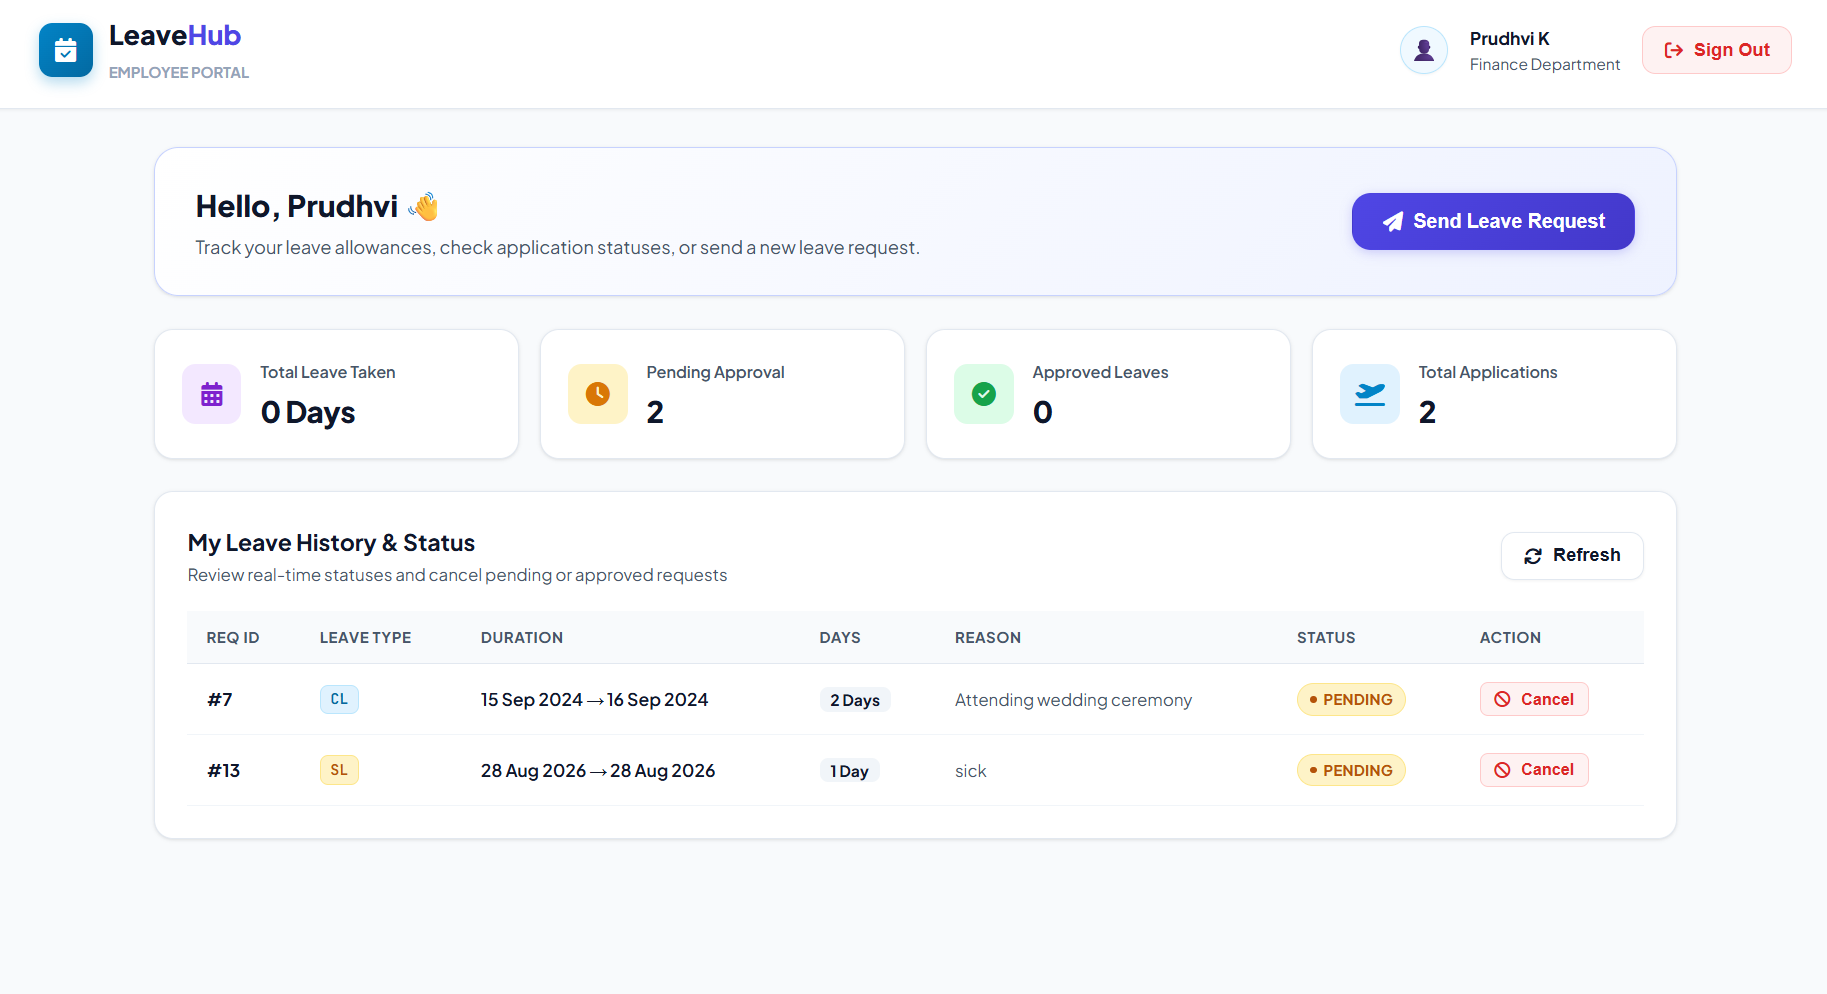 LeaveHub
EMPLOYEE PORTAL
Prudhvi K
Finance Department
Sign Out
Hello, Prudhvi 👋
Track your leave allowances, check application statuses, or send a new leave request.
Send Leave Request
Total Leave Taken
0 Days
Pending Approval
2
Approved Leaves
0
Total Applications
2
My Leave History & Status
Review real-time statuses and cancel pending or approved requests
Refresh
REQ ID LEAVE TYPE DURATION DAYS REASON STATUS ACTION
#7 CL 15 Sep 2024 → 16 Sep 2024 2 Days Attending wedding ceremony PENDING Cancel
#13 SL 28 Aug 2026 → 28 Aug 2026 1 Day sick PENDING Cancel